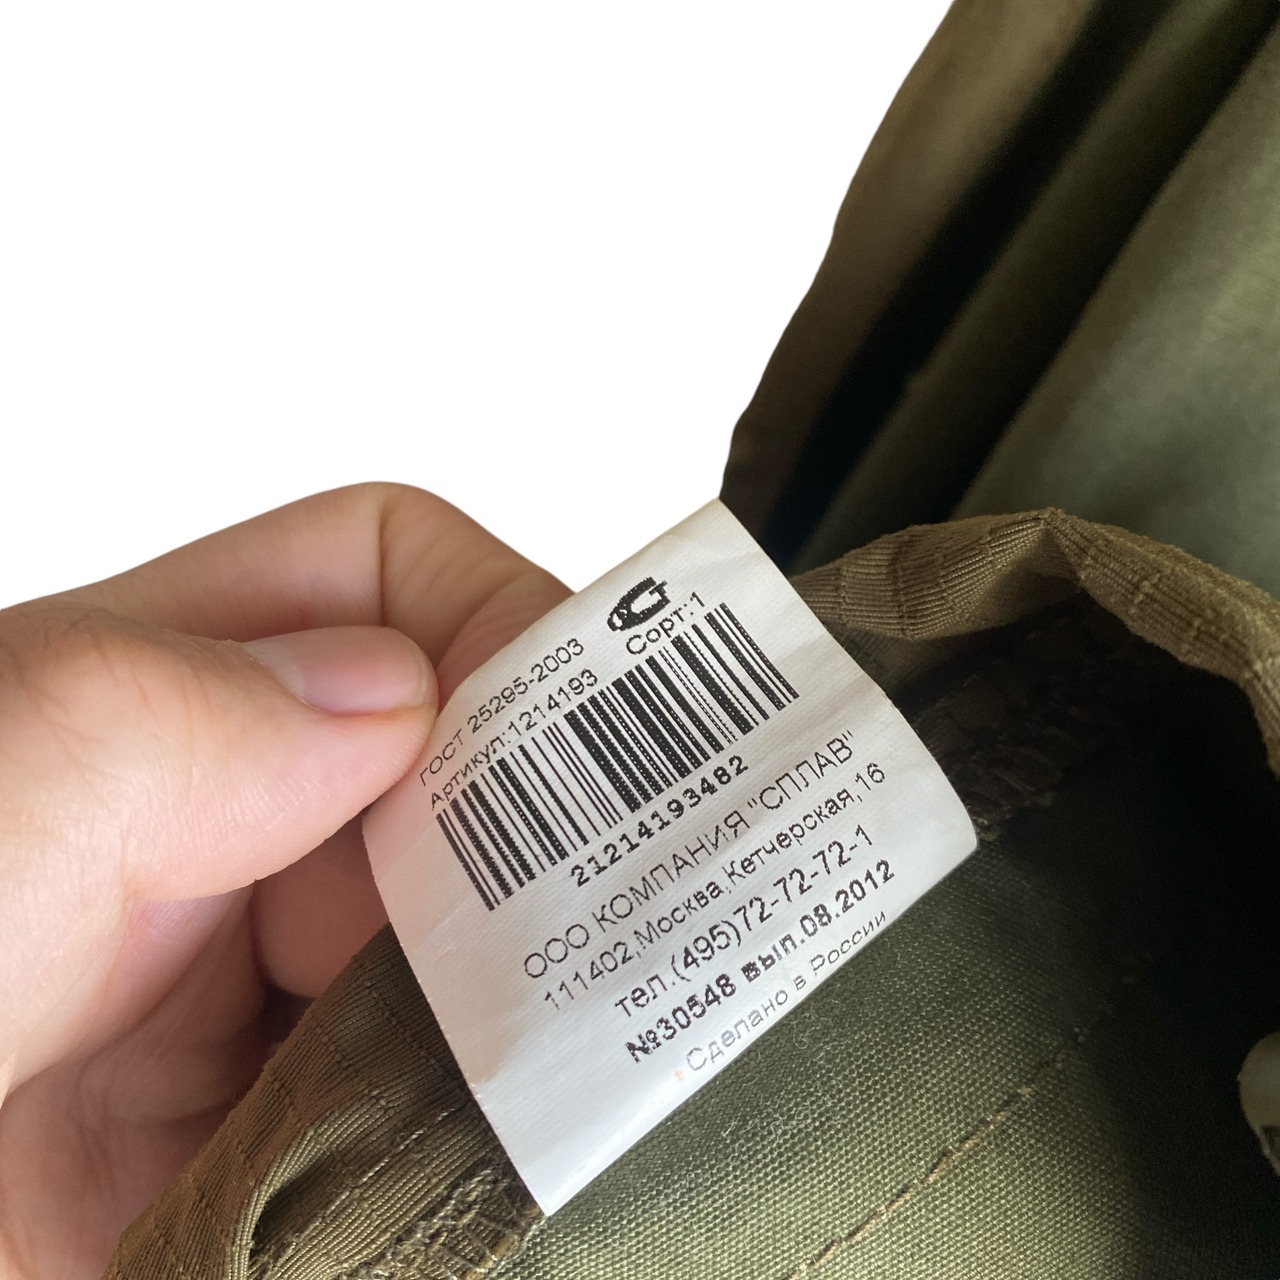 ГОСТ 25295-2003
Артикул:1214193 Сорт:1
21214193482
ООО КОМПАНИЯ "СПЛАВ"
111402,Москва,Кетчерская,16
тел.(495)72-72-72-1
№30548 вып.08.2012
Сделано в России